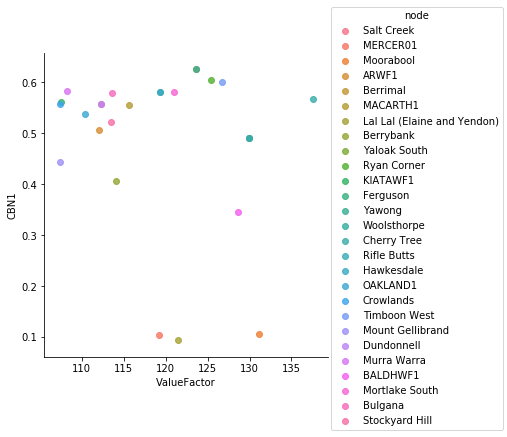 node
Salt Creek
MERCER01
Moorabool
ARWF1
Berrimal
MACARTH1
Lal Lal (Elaine and Yendon)
Berrybank
Yaloak South
Ryan Corner
KIATAWF1
Ferguson
Yawong
Woolsthorpe
Cherry Tree
Rifle Butts
Hawkesdale
OAKLAND1
Crowlands
Timboon West
Mount Gellibrand
Dundonnell
Murra Warra
BALDHWF1
Mortlake South
Bulgana
Stockyard Hill
CBN1
0.6
0.5
0.4
0.3
0.2
0.1
110 115 120 125 130 135
ValueFactor